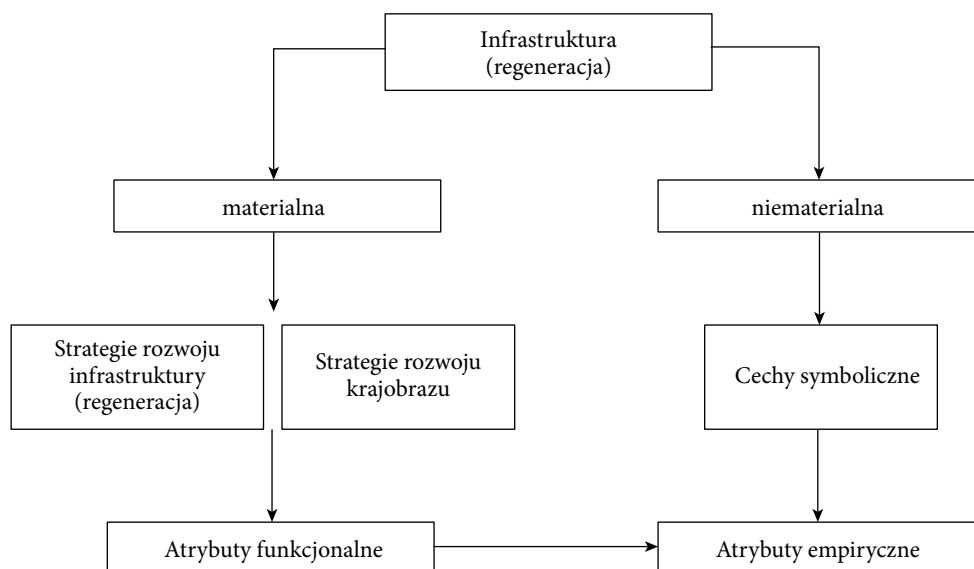 Infrastruktura
(regeneracja)
materialna
niematerialna
Strategie rozwoju
infrastruktury
(regeneracja)
Strategie rozwoju
krajobrazu
Cechy symboliczne
Atrybuty funkcjonalne
Atrybuty empiryczne